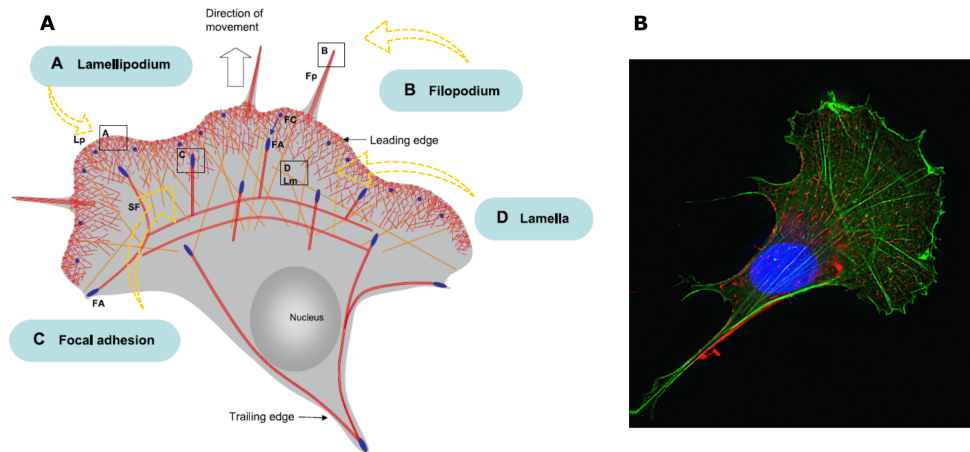 A
B
Direction of
movement
A Lamellipodium
B
Fp
B Filopodium
Lp
A
FC
FA
Leading edge
C
D
Lm
SF
D Lamella
FA
Nucleus
C Focal adhesion
Trailing edge